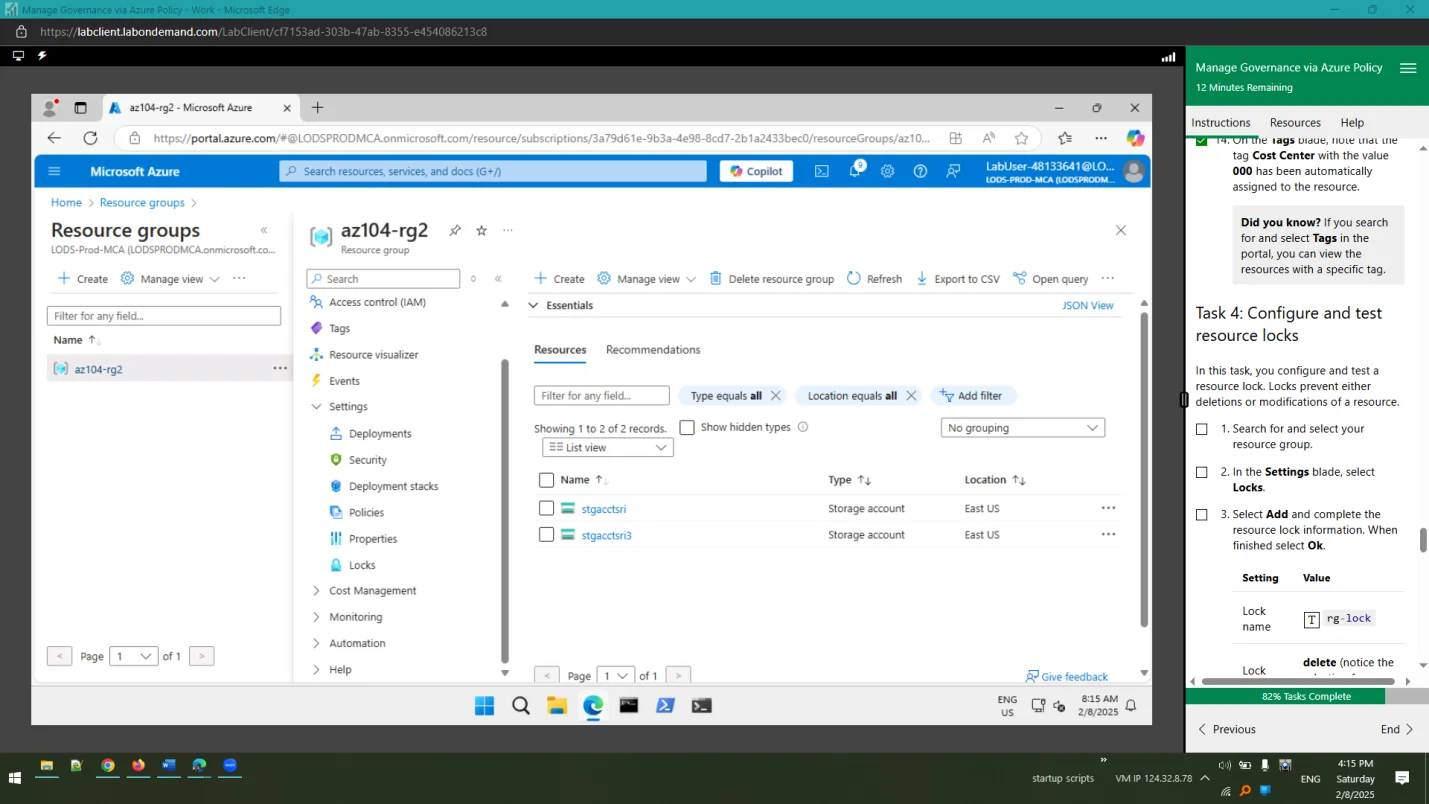 Manage Governance via Azure Policy - Work - Microsoft Edge
https://labclient.labondemand.com/LabClient/cf7153ad-303b-47ab-8355-e454086213c8
az104-rg2 - Microsoft Azure
https://portal.azure.com/#@LODSPRODMCA.onmicrosoft.com/resource/subscriptions/3a79d61e-9b3a-4e98-8cd7-2b1a2433bec0/resourceGroups/az10...
Microsoft Azure
Search resources, services, and docs (G+/)
Copilot
9
LabUser-48133641@LO...
LODS-PROD-MCA (LODSPRODM...
Home > Resource groups >
Resource groups
LODS-Prod-MCA (LODSPRODMCA.onmicrosoft.co...
Create
Manage view
Filter for any field...
Name
az104-rg2
Page 1 of 1
az104-rg2
Resource group
Search
Access control (IAM)
Tags
Resource visualizer
Events
Settings
Deployments
Security
Deployment stacks
Policies
Properties
Locks
Cost Management
Monitoring
Automation
Help
Create
Manage view
Delete resource group
Refresh
Export to CSV
Open query
Essentials
JSON View
Resources
Recommendations
Filter for any field...
Type equals all
Location equals all
Add filter
Showing 1 to 2 of 2 records.
Show hidden types
No grouping
List view
Name
Type
Location
stgacctsri
Storage account
East US
stgacctsri3
Storage account
East US
Page 1 of 1
Give feedback
ENG
US
8:15 AM
2/8/2025
Manage Governance via Azure Policy
12 Minutes Remaining
Instructions
Resources
Help
14. On the Tags blade, note that the
tag Cost Center with the value
000 has been automatically
assigned to the resource.
Did you know? If you search
for and select Tags in the
portal, you can view the
resources with a specific tag.
Task 4: Configure and test
resource locks
In this task, you configure and test a
resource lock. Locks prevent either
deletions or modifications of a resource.
1. Search for and select your
resource group.
2. In the Settings blade, select
Locks.
3. Select Add and complete the
resource lock information. When
finished select Ok.
Setting
Value
Lock
name
T rg-lock
Lock
delete (notice the
82% Tasks Complete
Previous
End
startup scripts
VM IP 124.32.8.78
ENG
4:15 PM
Saturday
2/8/2025